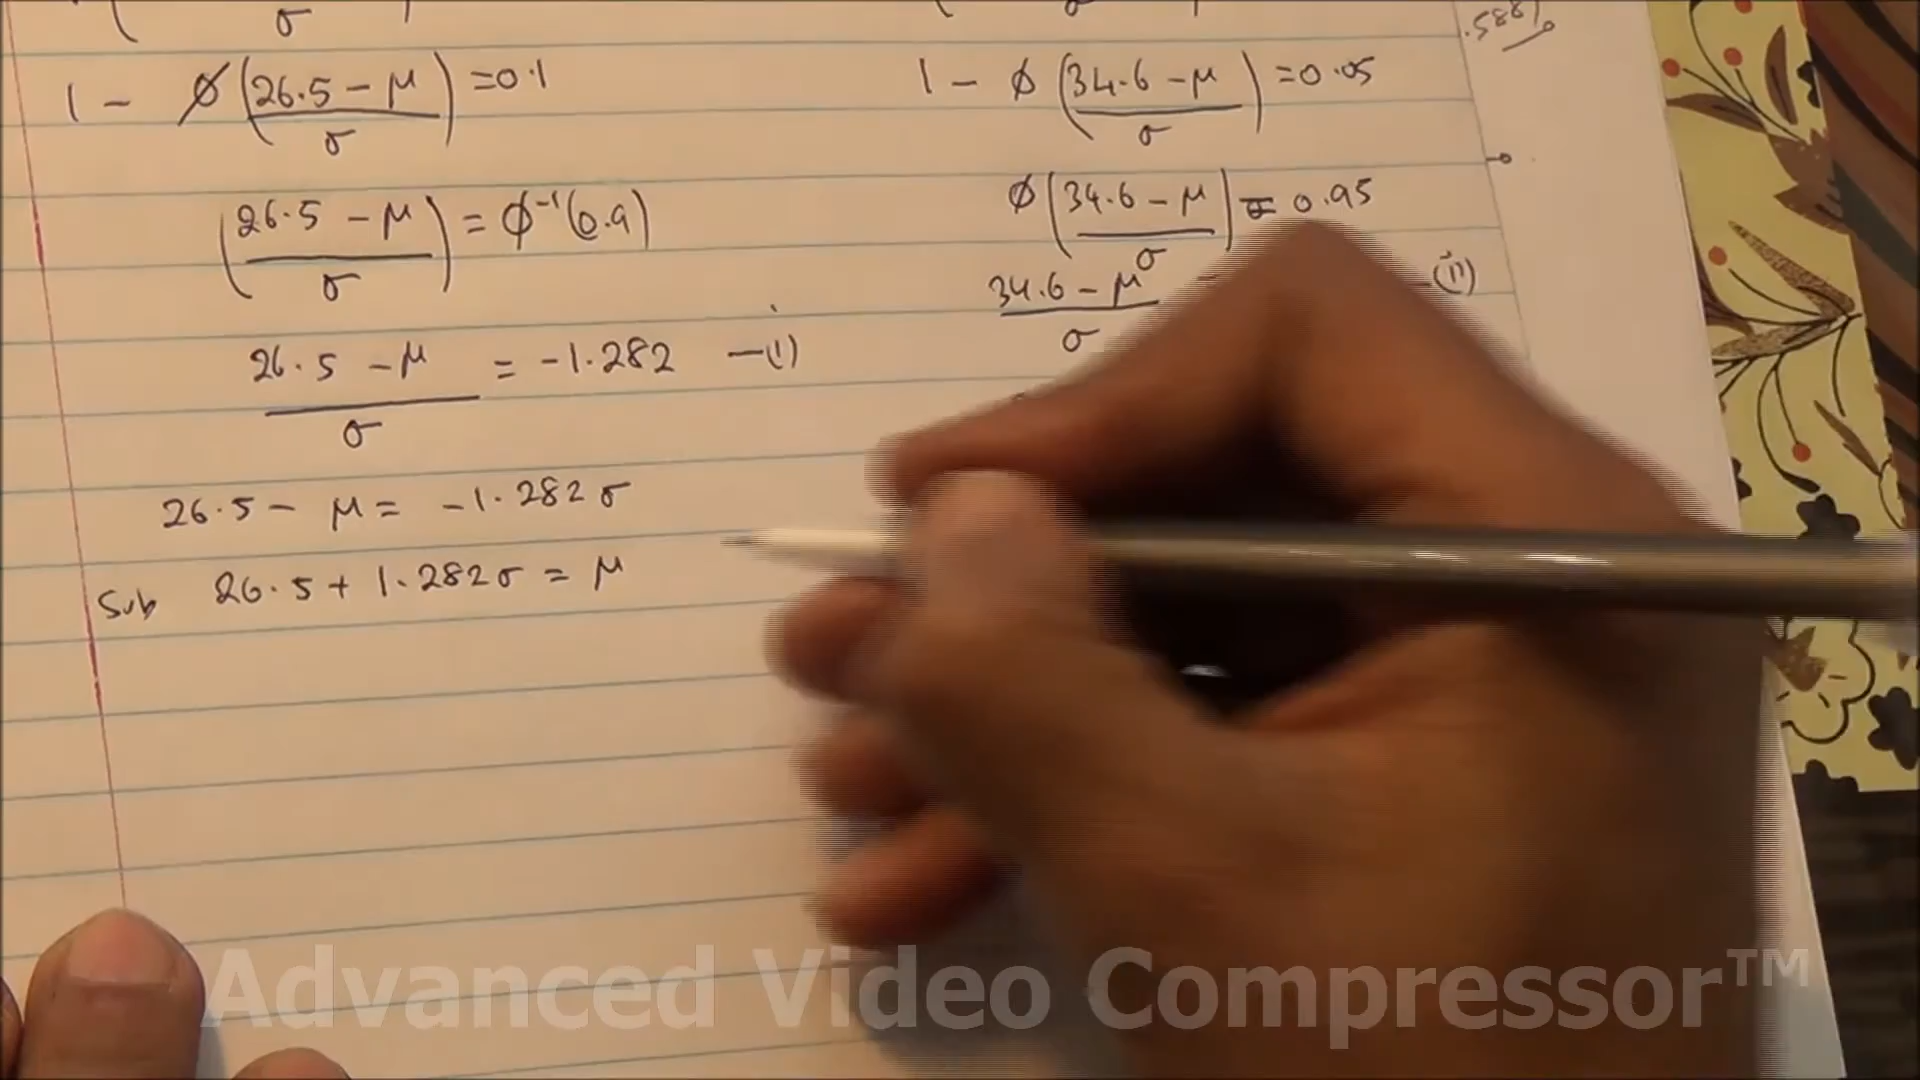 σ
1 - ϕ(26.5 - μ / σ) = 0.1
(26.5 - μ / σ) = ϕ⁻¹(0.9)
26.5 - μ / σ = -1.282 —(i)
26.5 - μ = -1.282σ
Sub 26.5 + 1.282σ = μ
.588
1 - ϕ(34.6 - μ / σ) = 0.05
ϕ(34.6 - μ / σ) = 0.95
34.6 - μ / σ —(ii)
Advanced Video Compressor™